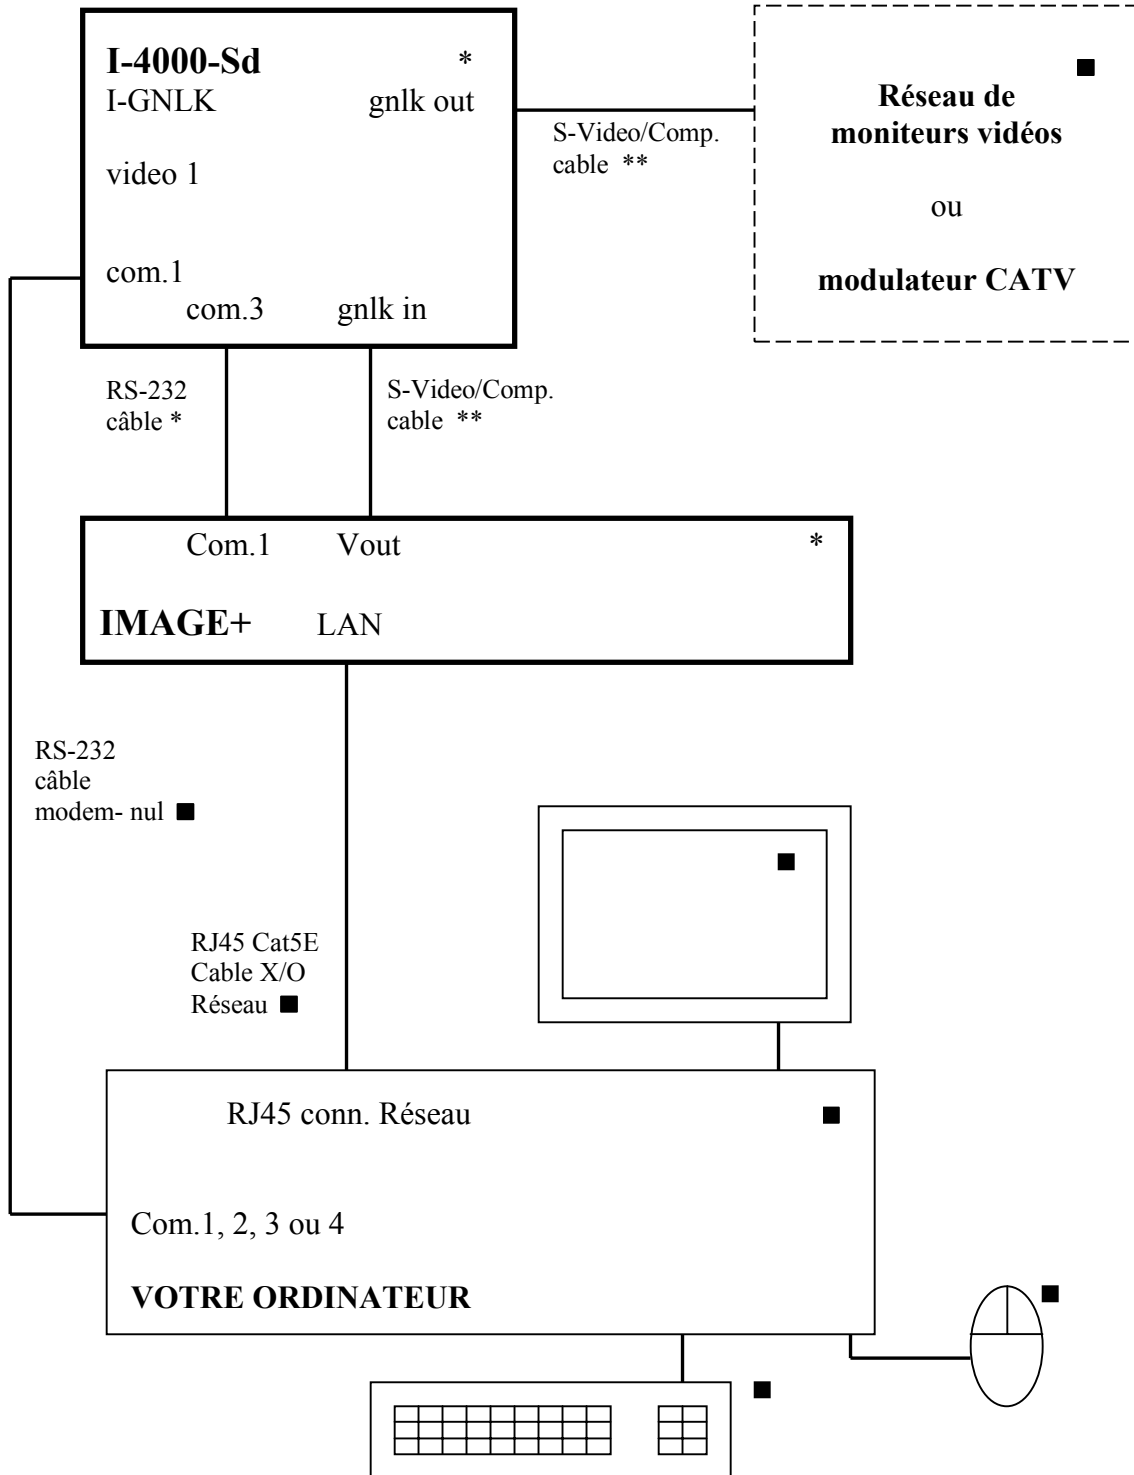 I-4000-Sd *
I-GNLK gnlk out
video 1
com.1
com.3 gnlk in
S-Video/Comp.
cable **
■
Réseau de
moniteurs vidéos
ou
modulateur CATV
RS-232
câble *
S-Video/Comp.
cable **
Com.1 Vout *
IMAGE+ LAN
RS-232
câble
modem- nul ■
■
RJ45 Cat5E
Cable X/O
Réseau ■
RJ45 conn. Réseau ■
Com.1, 2, 3 ou 4
VOTRE ORDINATEUR
■
■